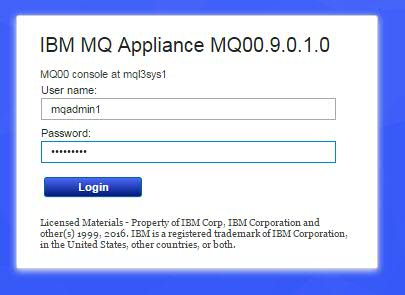 IBM MQ Appliance MQ00.9.0.1.0
MQ00 console at mql3sys1
User name:
mqadmin1
Password:
•••••••••
Login
Licensed Materials - Property of IBM Corp, IBM Corporation and
other(s) 1999, 2016. IBM is a registered trademark of IBM Corporation,
in the United States, other countries, or both.